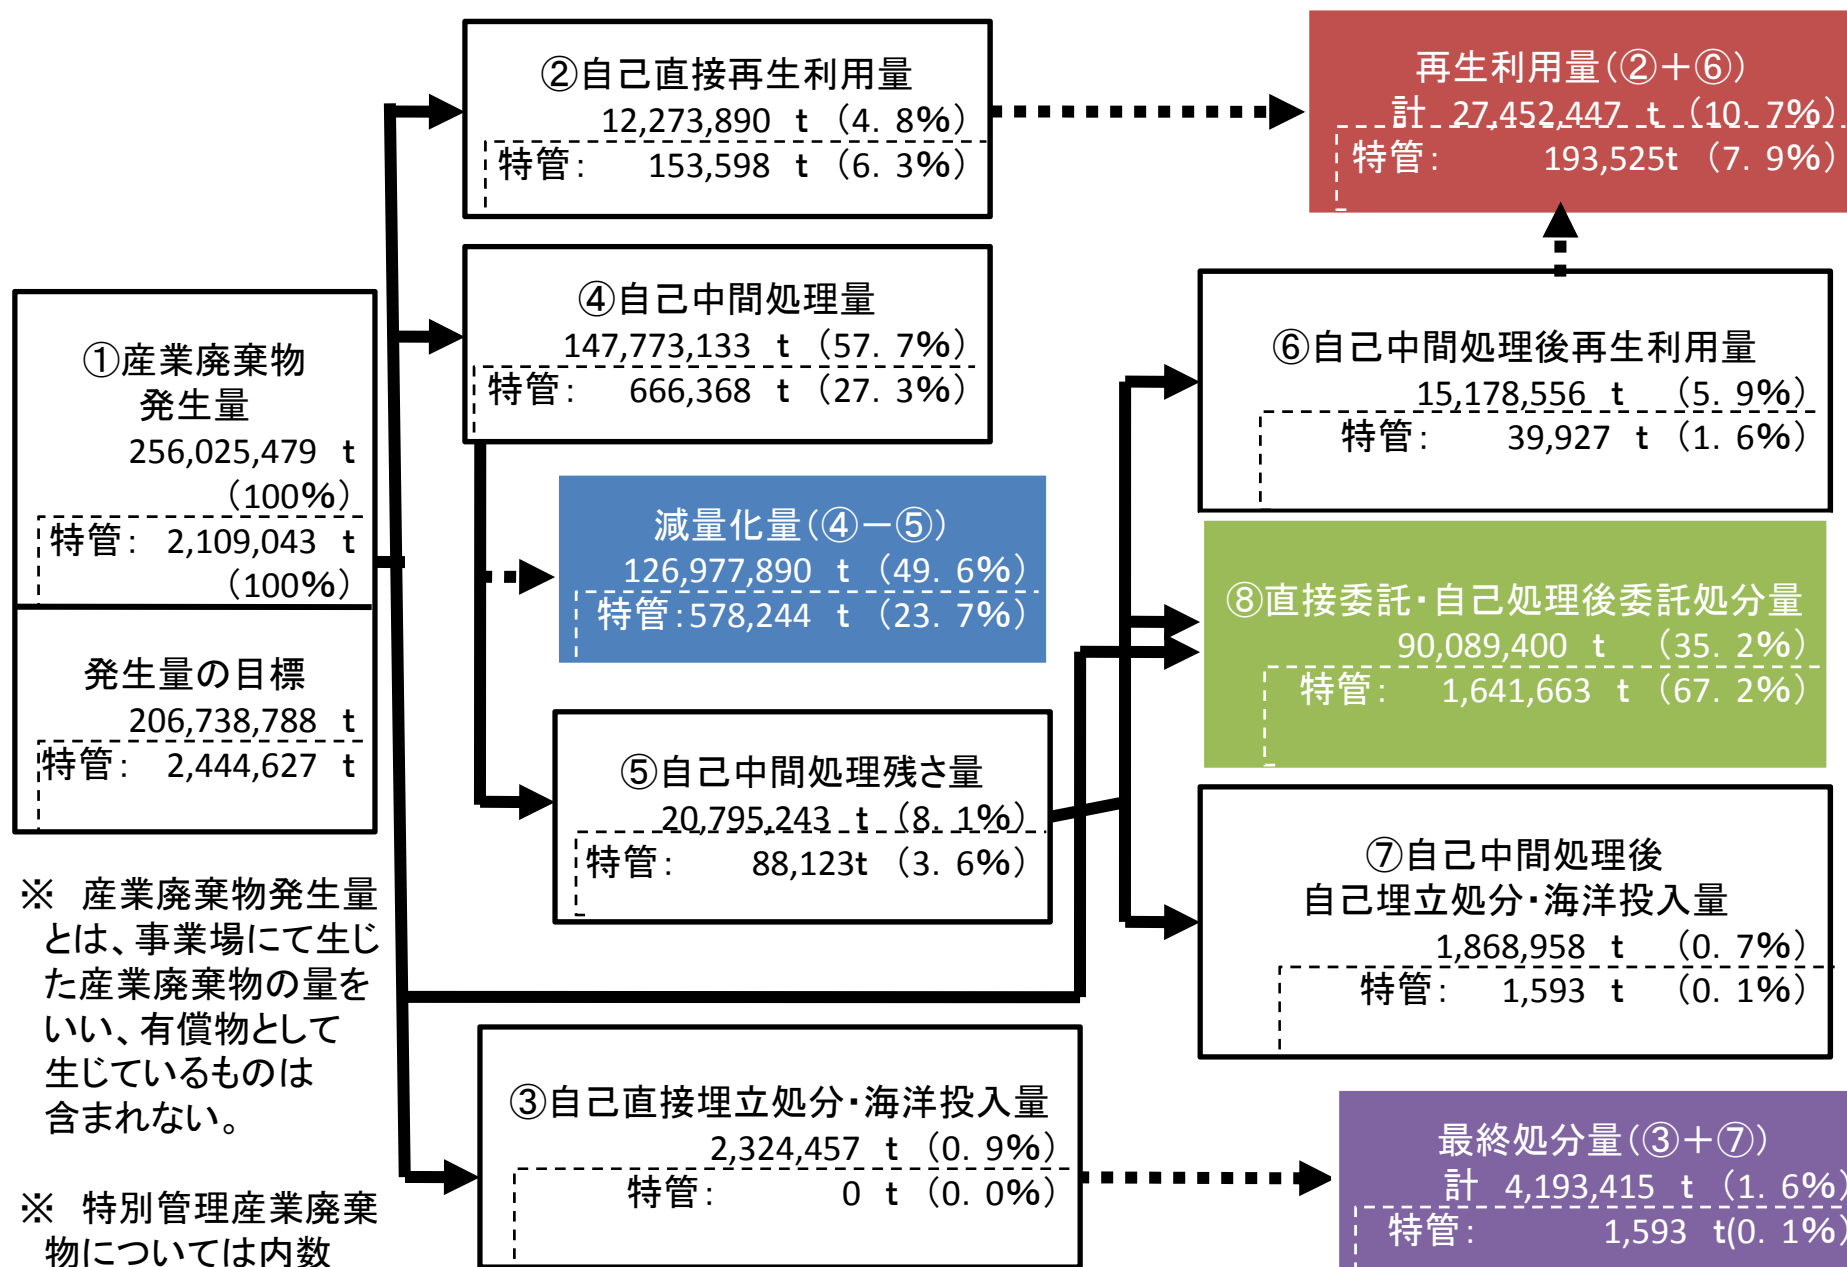 ①産業廃棄物
発生量
256,025,479 t
（100%）
特管： 2,109,043 t
（100%）
発生量の目標
206,738,788 t
特管： 2,444,627 t
※ 産業廃棄物発生量
とは、事業場にて生じ
た産業廃棄物の量を
いい、有償物として
生じているものは
含まれない。
※ 特別管理産業廃棄
物については内数
②自己直接再生利用量
12,273,890 t （4. 8%）
特管： 153,598 t （6. 3%）
④自己中間処理量
147,773,133 t （57. 7%）
特管： 666,368 t （27. 3%）
減量化量（④－⑤）
126,977,890 t （49. 6%）
特管：578,244 t （23. 7%）
⑤自己中間処理残さ量
20,795,243 t （8. 1%）
特管： 88,123t （3. 6%）
③自己直接埋立処分・海洋投入量
2,324,457 t （0. 9%）
特管： 0 t （0. 0%）
再生利用量（②＋⑥）
計 27,452,447 t （10. 7%）
特管： 193,525t （7. 9%）
⑥自己中間処理後再生利用量
15,178,556 t （5. 9%）
特管： 39,927 t （1. 6%）
⑧直接委託・自己処理後委託処分量
90,089,400 t （35. 2%）
特管： 1,641,663 t （67. 2%）
⑦自己中間処理後
自己埋立処分・海洋投入量
1,868,958 t （0. 7%）
特管： 1,593 t （0. 1%）
最終処分量（③＋⑦）
計 4,193,415 t （1. 6%）
特管： 1,593 t(0. 1%）